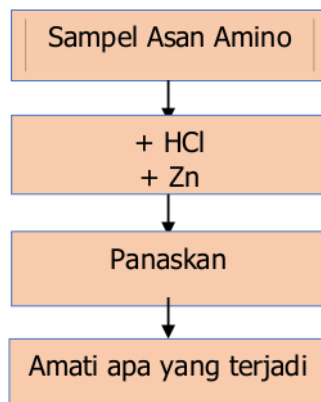 Sampel Asan Amino
+ HCl
+ Zn
Panaskan
Amati apa yang terjadi